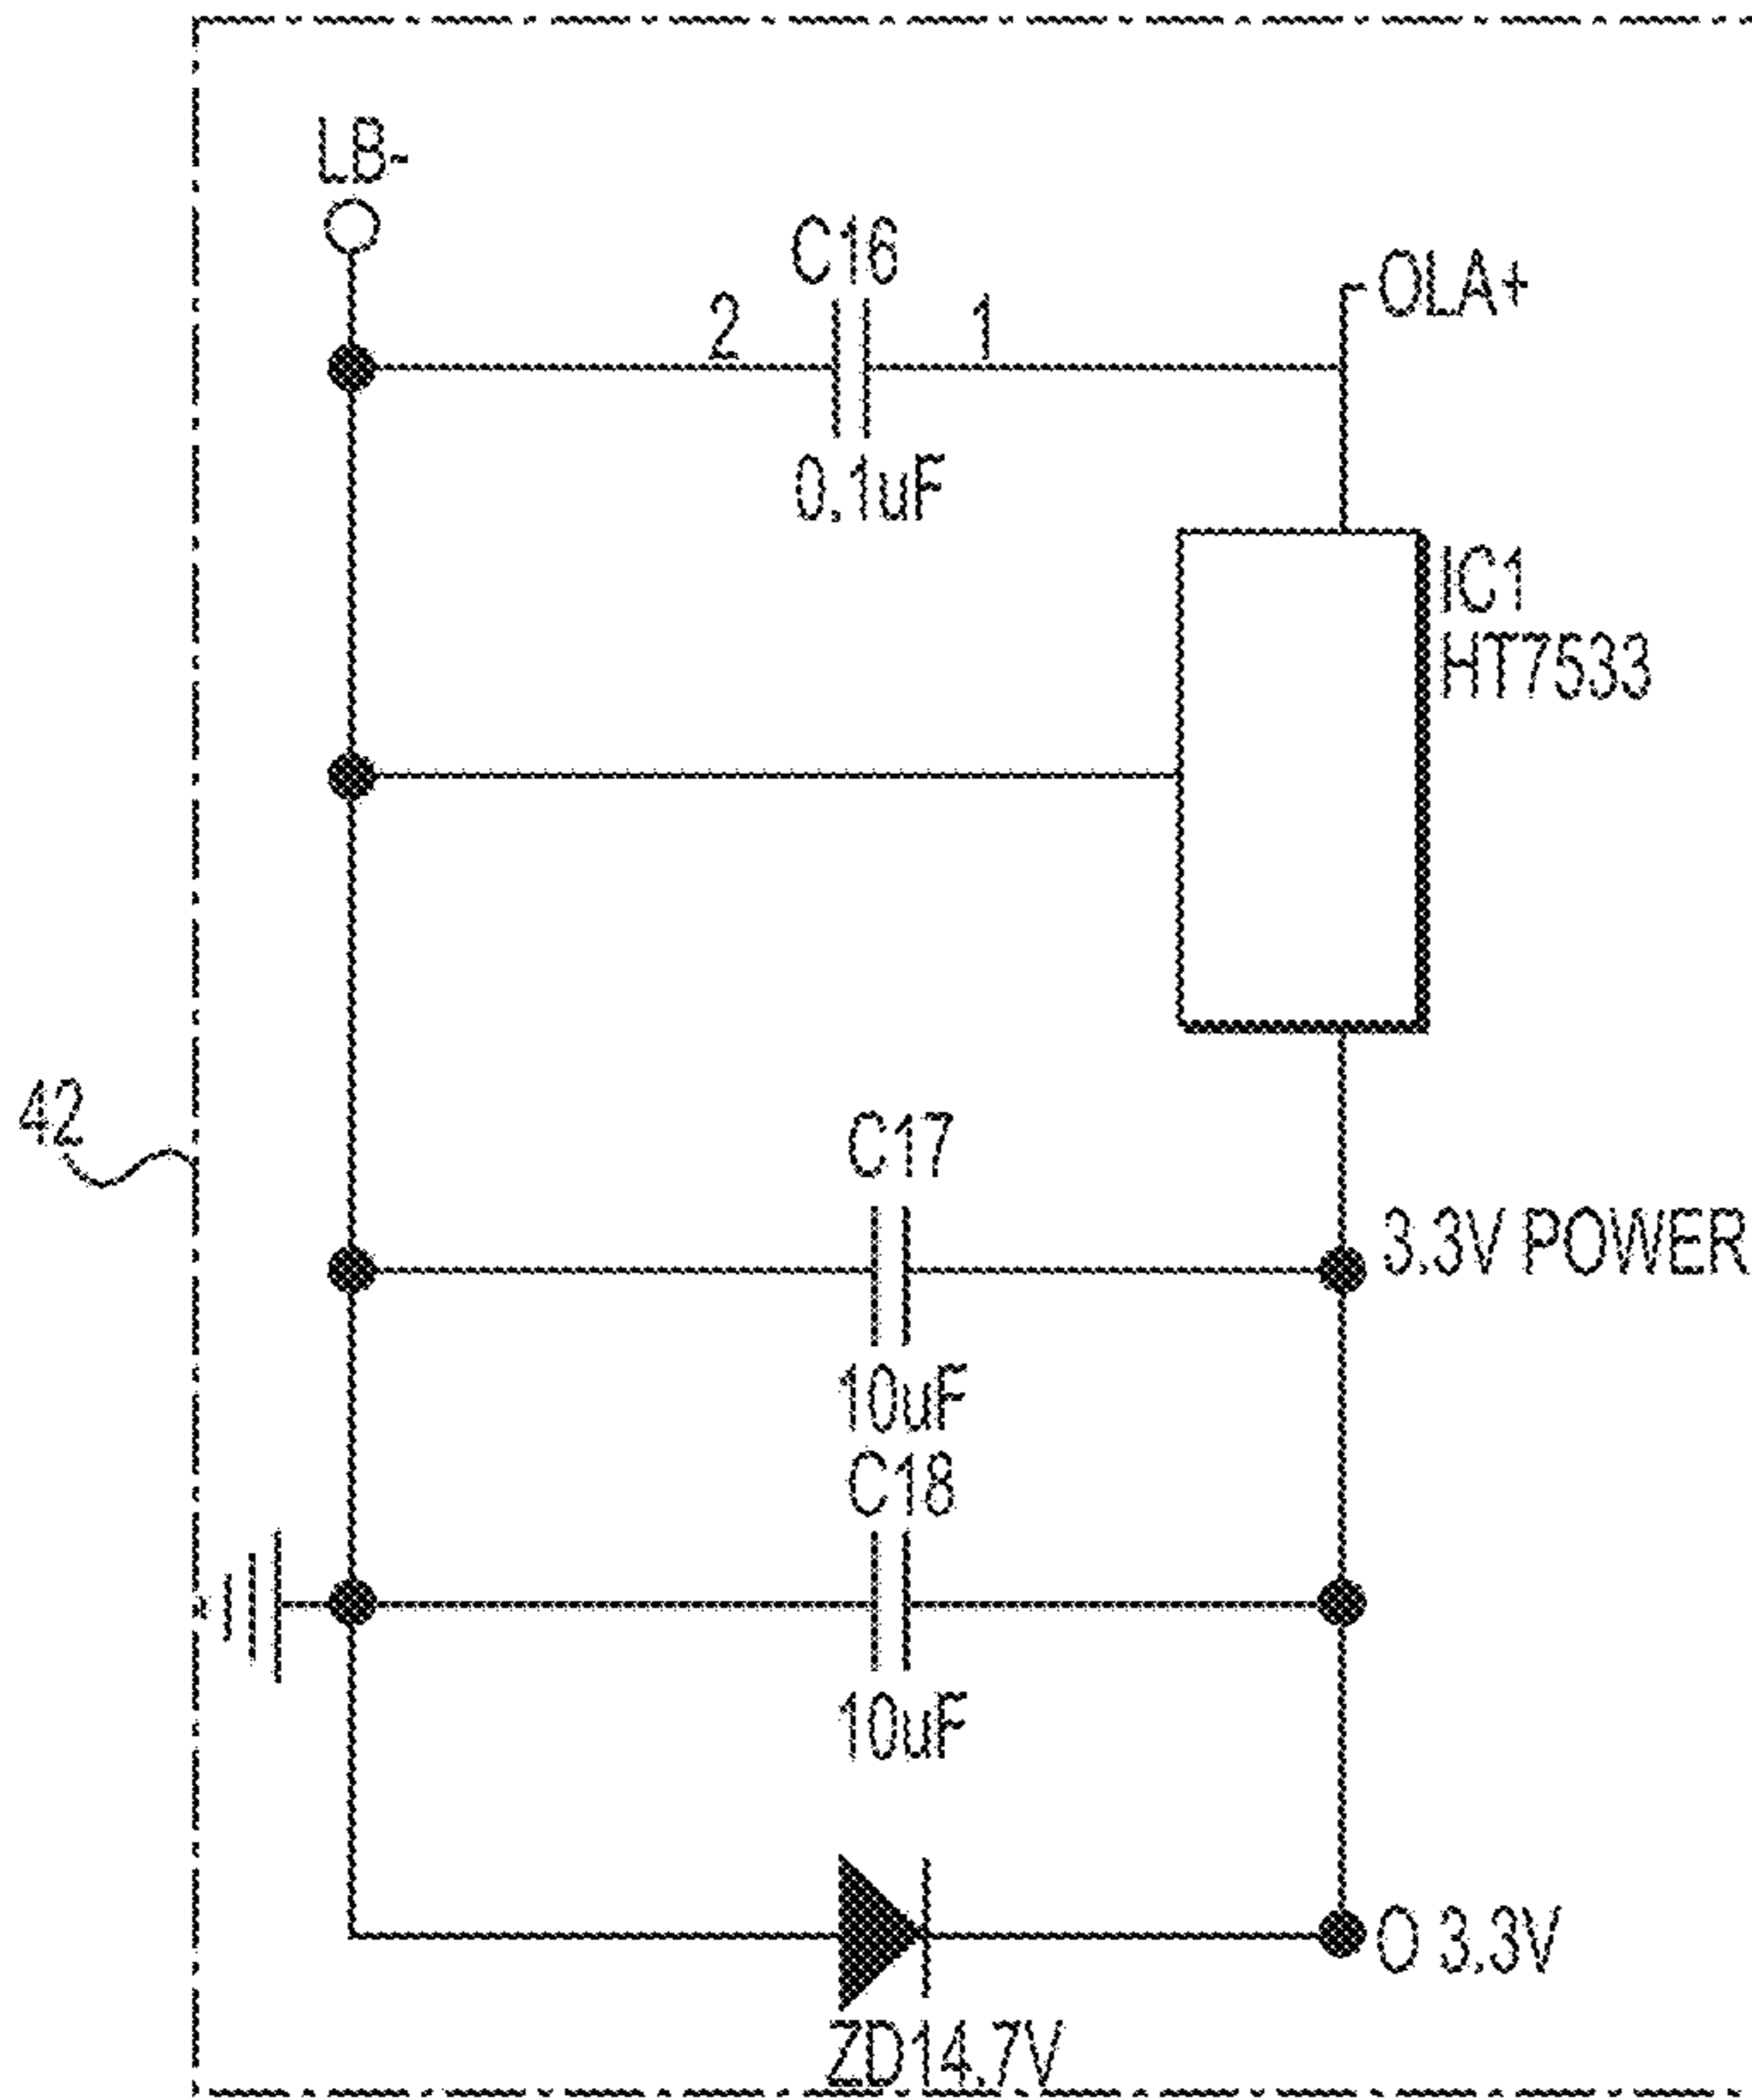 LB-
C16
OLA+
2
1
0.1uF
IC1
HT7533
42
C17
3.3V POWER
10uF
C18
10uF
O 3.3V
ZD14.7V